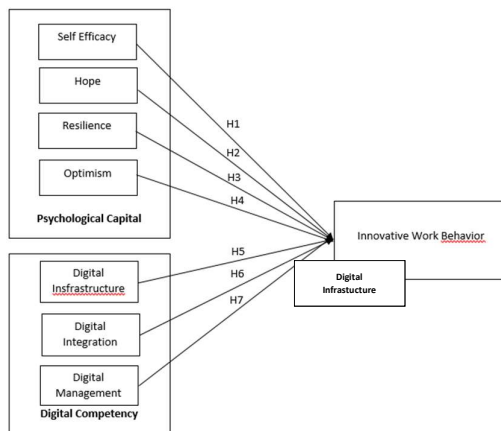 Self Efficacy
Hope
Resilience
Optimism
Psychological Capital
H1
H2
H3
H4
H5
H6
H7
Innovative Work Behavior
Digital
Infrastucture
Digital
Insfrastructure
Digital
Integration
Digital
Management
Digital Competency